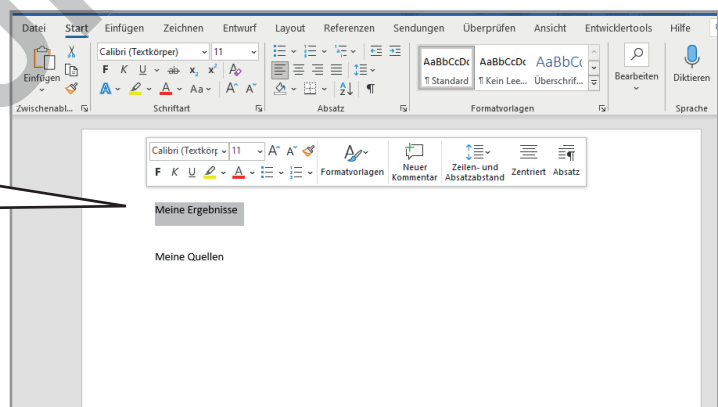 Datei Start Einfügen Zeichnen Entwurf Layout Referenzen Sendungen Überprüfen Ansicht Entwicklertools Hilfe
Calibri (Textkörper) 11
Einfügen
F K U ab x₂ x²
A A Aa A A
AaBbCcDc AaBbCcDc AaBbCc
¶ Standard ¶ Kein Lee... Überschrif...
Bearbeiten
Diktieren
Zwischenabl... Schriftart Absatz Formatvorlagen Sprache
Calibri (Textkörp 11 A A
F K U A
Formatvorlagen
Neuer Kommentar
Zeilen- und Absatzabstand
Zentriert
Absatz
Meine Ergebnisse
Meine Quellen